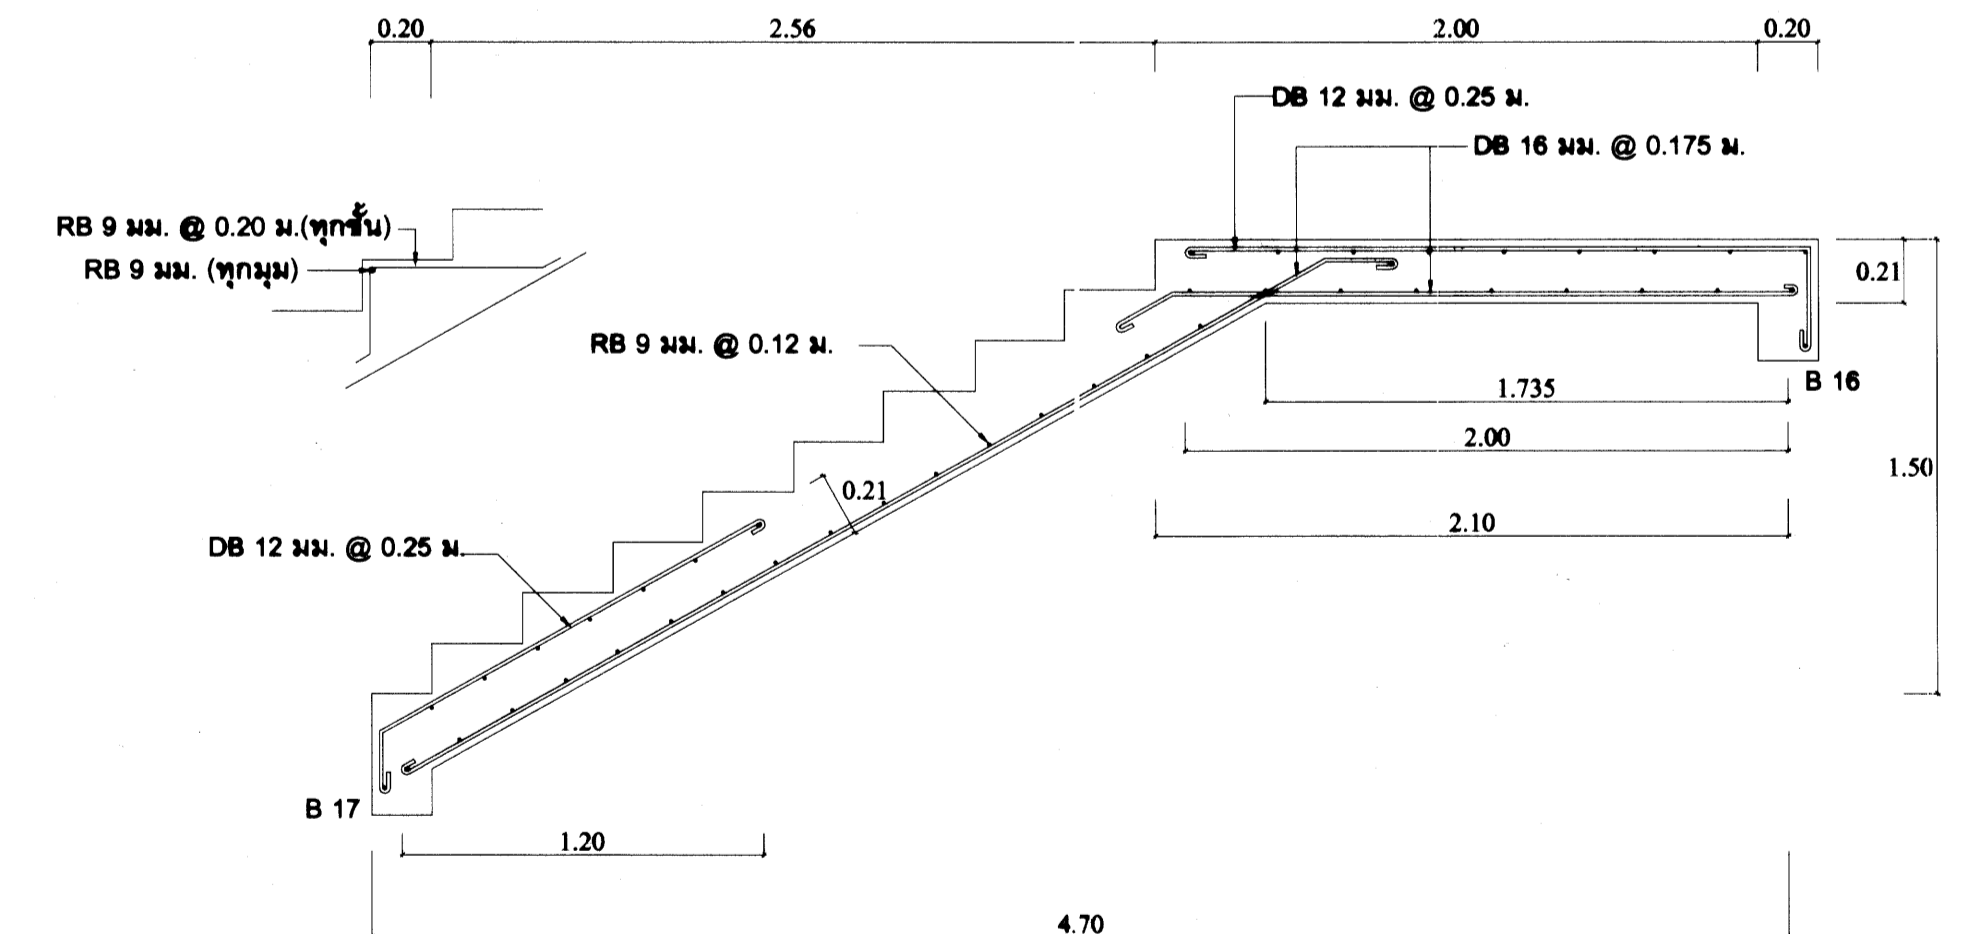 0.20 2.56 2.00 0.20
DB 12 มม. @ 0.25 ม.
DB 16 มม. @ 0.175 ม.
RB 9 มม. @ 0.20 ม.(ทุกชั้น)
RB 9 มม. (ทุกมุม)
0.21
RB 9 มม. @ 0.12 ม.
1.735
B 16
2.00
1.50
0.21
2.10
DB 12 มม. @ 0.25 ม.
B 17
1.20
4.70